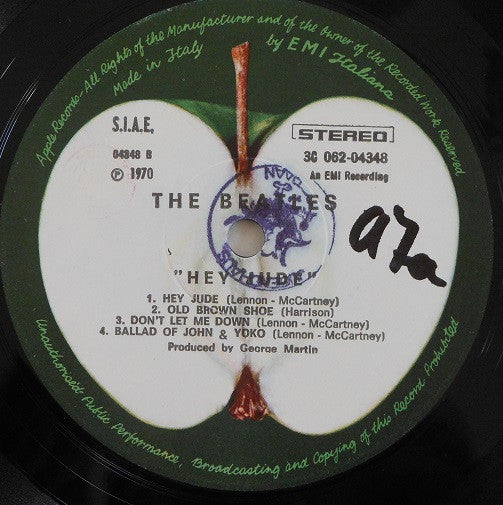 Apple Records-All Rights of the Manufacturer and of the Owner of the Recorded Work Reserved
Made in Italy
by EMI Italiana
S.I.A.E.
04348 B
Ⓟ 1970
STEREO
3C 062-04348
An EMI Recording
THE BEATLES
97a
"HEY JUDE"
1. HEY JUDE (Lennon - McCartney)
2. OLD BROWN SHOE (Harrison)
3. DON'T LET ME DOWN (Lennon - McCartney)
4. BALLAD OF JOHN & YOKO (Lennon - McCartney)
Produced by George Martin
Unauthorised Public Performance, Broadcasting and Copying of this Record Prohibited